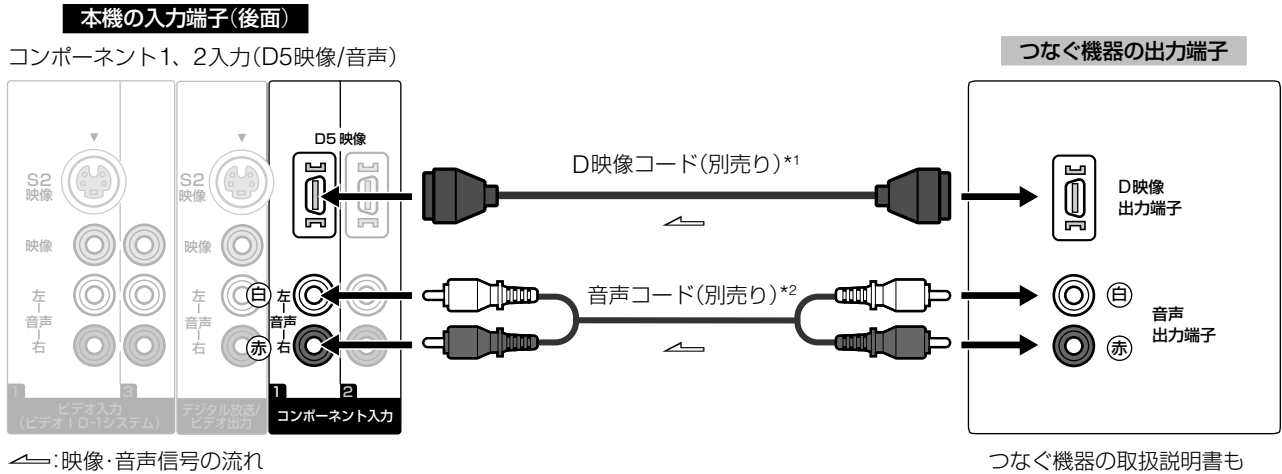 本機の入力端子(後面)
コンポーネント1、2入力(D5映像/音声)
つなぐ機器の出力端子
D5 映像
S2
映像
S2
映像
映像
映像
左
音声
右
左
音声
右
白
赤
左
音声
右
D映像コード(別売り)*1
音声コード(別売り)*2
D映像
出力端子
白
赤
音声
出力端子
1
3
ビデオ入力
(ビデオID-1システム)
デジタル放送/
ビデオ出力
1
2
コンポーネント入力
:映像・音声信号の流れ
つなぐ機器の取扱説明書も